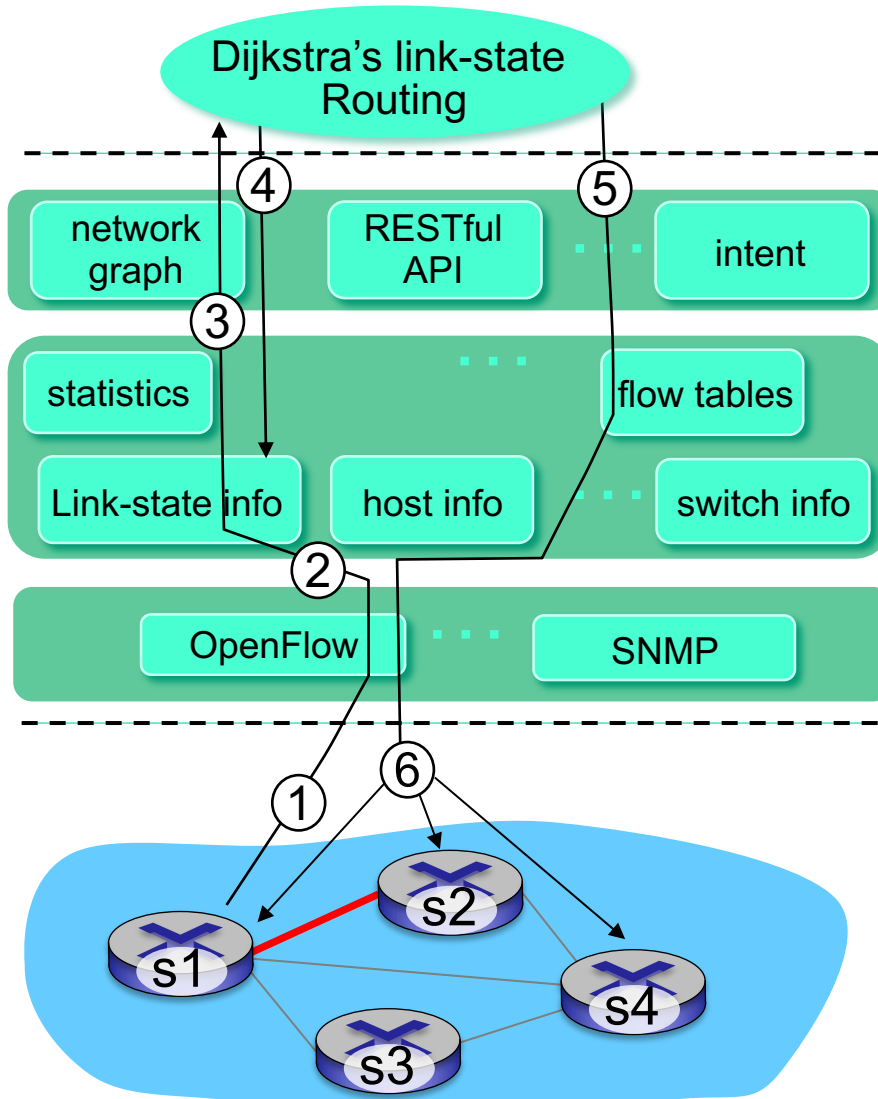 Dijkstra’s link-state
Routing
4
5
network
graph
RESTful
API
intent
3
statistics
flow tables
Link-state info
host info
switch info
2
OpenFlow
SNMP
1
6
s2
s1
s4
s3